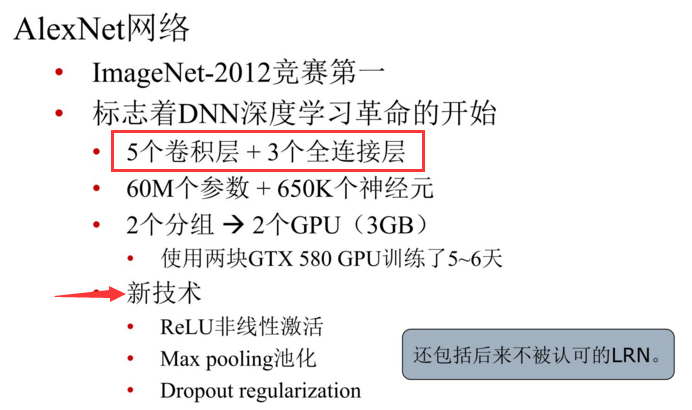 AlexNet网络
• ImageNet-2012竞赛第一
• 标志着DNN深度学习革命的开始
• 5个卷积层 + 3个全连接层
• 60M个参数 + 650K个神经元
• 2个分组 → 2个GPU（3GB）
• 使用两块GTX 580 GPU训练了5~6天
• 新技术
• ReLU非线性激活
• Max pooling池化
• Dropout regularization
还包括后来不被认可的LRN。